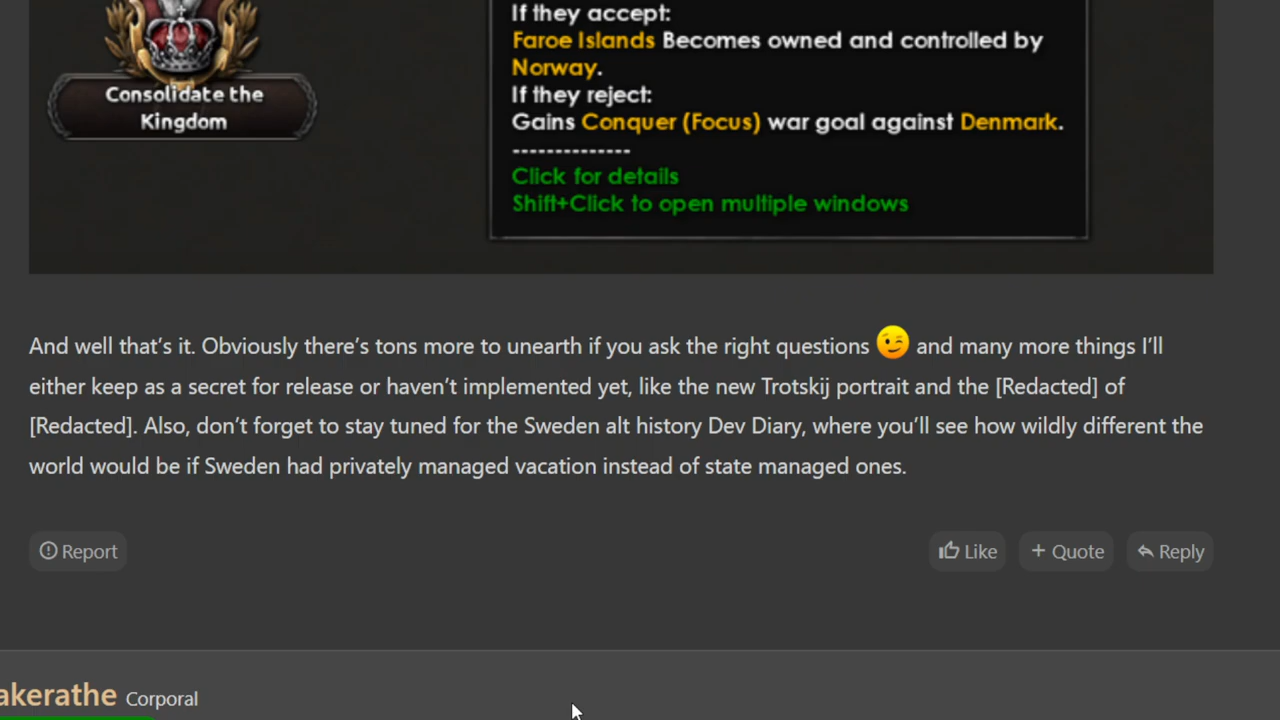 If they accept:
Faroe Islands Becomes owned and controlled by
Norway.
If they reject:
Gains Conquer (Focus) war goal against Denmark.
--------------
Click for details
Shift+Click to open multiple windows
Consolidate the
Kingdom
And well that’s it. Obviously there’s tons more to unearth if you ask the right questions 😉 and many more things I’ll
either keep as a secret for release or haven’t implemented yet, like the new Trotskij portrait and the [Redacted] of
[Redacted]. Also, don’t forget to stay tuned for the Sweden alt history Dev Diary, where you’ll see how wildly different the
world would be if Sweden had privately managed vacation instead of state managed ones.
Report
Like
+ Quote
Reply
akerathe Corporal